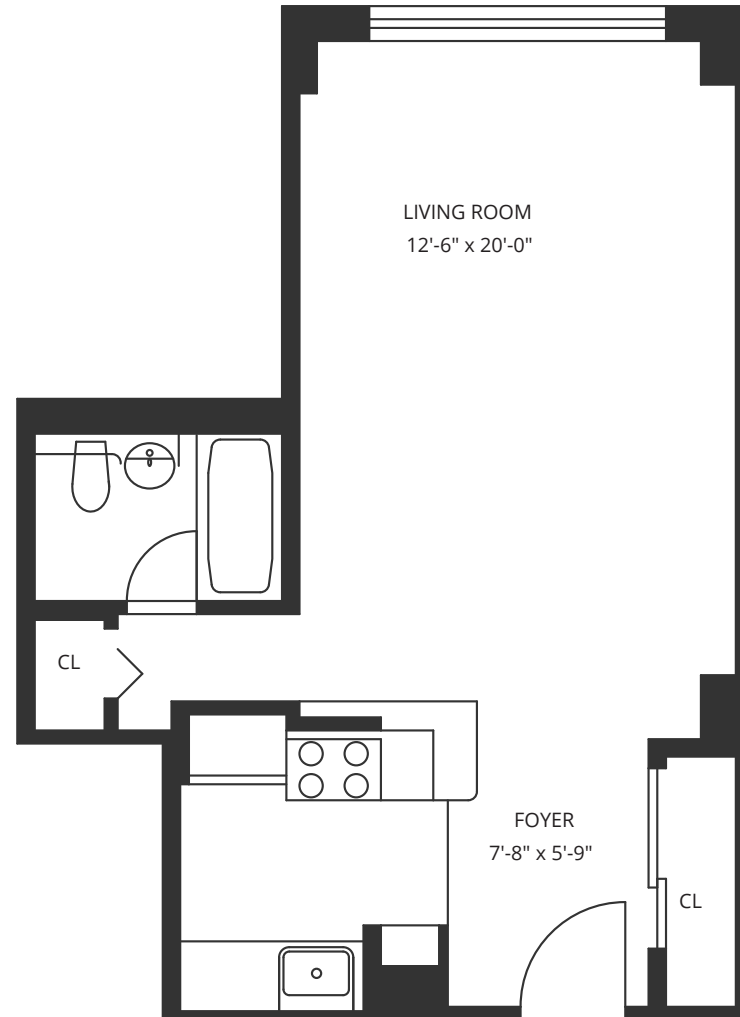 LIVING ROOM
12'-6" x 20'-0"
CL
FOYER
7'-8" x 5'-9"
CL